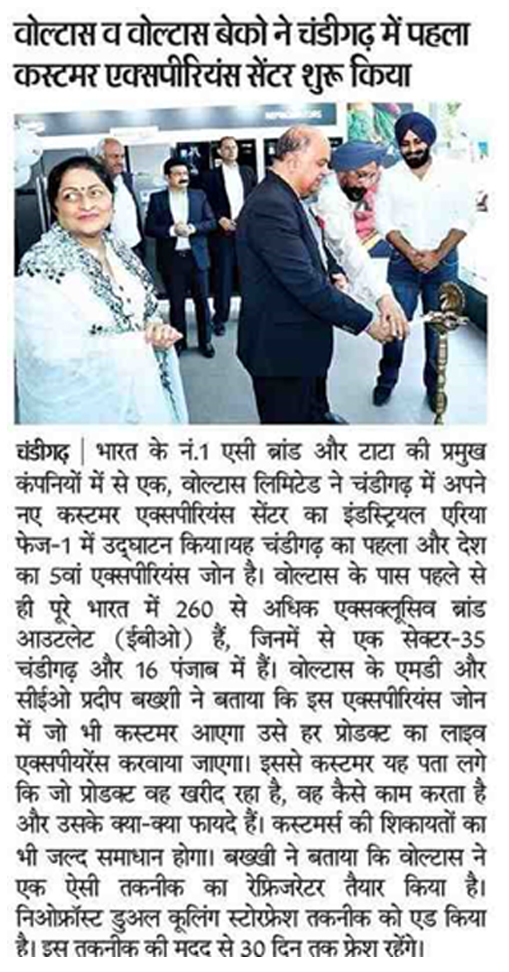 वोल्टास व वोल्टास बेको ने चंडीगढ़ में पहला
कस्टमर एक्सपीरियंस सेंटर शुरू किया
चंडीगढ़ | भारत के नं.1 एसी ब्रांड और टाटा की प्रमुख
कंपनियों में से एक, वोल्टास लिमिटेड ने चंडीगढ़ में अपने
नए कस्टमर एक्सपीरियंस सेंटर का इंडस्ट्रियल एरिया
फेज-1 में उद्घाटन किया।यह चंडीगढ़ का पहला और देश
का 5वां एक्सपीरियंस जोन है। वोल्टास के पास पहले से
ही पूरे भारत में 260 से अधिक एक्सक्लूसिव ब्रांड
आउटलेट (ईबीओ) हैं, जिनमें से एक सेक्टर-35
चंडीगढ़ और 16 पंजाब में हैं। वोल्टास के एमडी और
सीईओ प्रदीप बख्शी ने बताया कि इस एक्सपीरियंस जोन
में जो भी कस्टमर आएगा उसे हर प्रोडक्ट का लाइव
एक्सपीयरेंस करवाया जाएगा। इससे कस्टमर यह पता लगे
कि जो प्रोडक्ट वह खरीद रहा है, वह कैसे काम करता है
और उसके क्या-क्या फायदे हैं। कस्टमर्स की शिकायतों का
भी जल्द समाधान होगा। बख्खी ने बताया कि वोल्टास ने
एक ऐसी तकनीक का रेफ्रिजरेटर तैयार किया है।
निओफ्रॉस्ट डुअल कूलिंग स्टोरफ्रेश तकनीक को एड किया
है। इस तकनीक की मदद से 30 दिन तक फ्रेश रहेंगे।